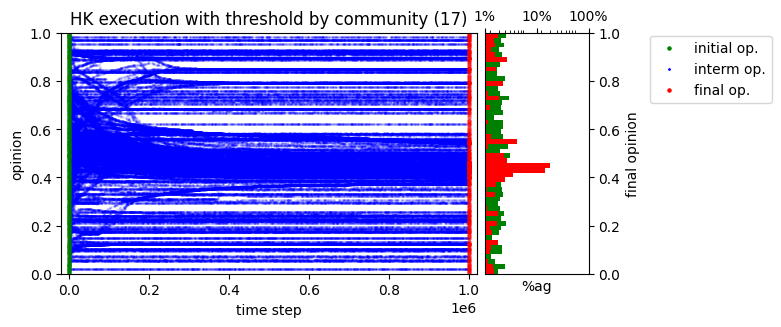 HK execution with threshold by community (17)
1% 10% 100%
initial op.
interm op.
final op.
1.0 1.0
0.8 0.8
0.6 0.6
0.4 0.4
0.2 0.2
0.0 0.0
opinion
final opinion
0.0 0.2 0.4 0.6 0.8 1.0
1e6
time step
%ag